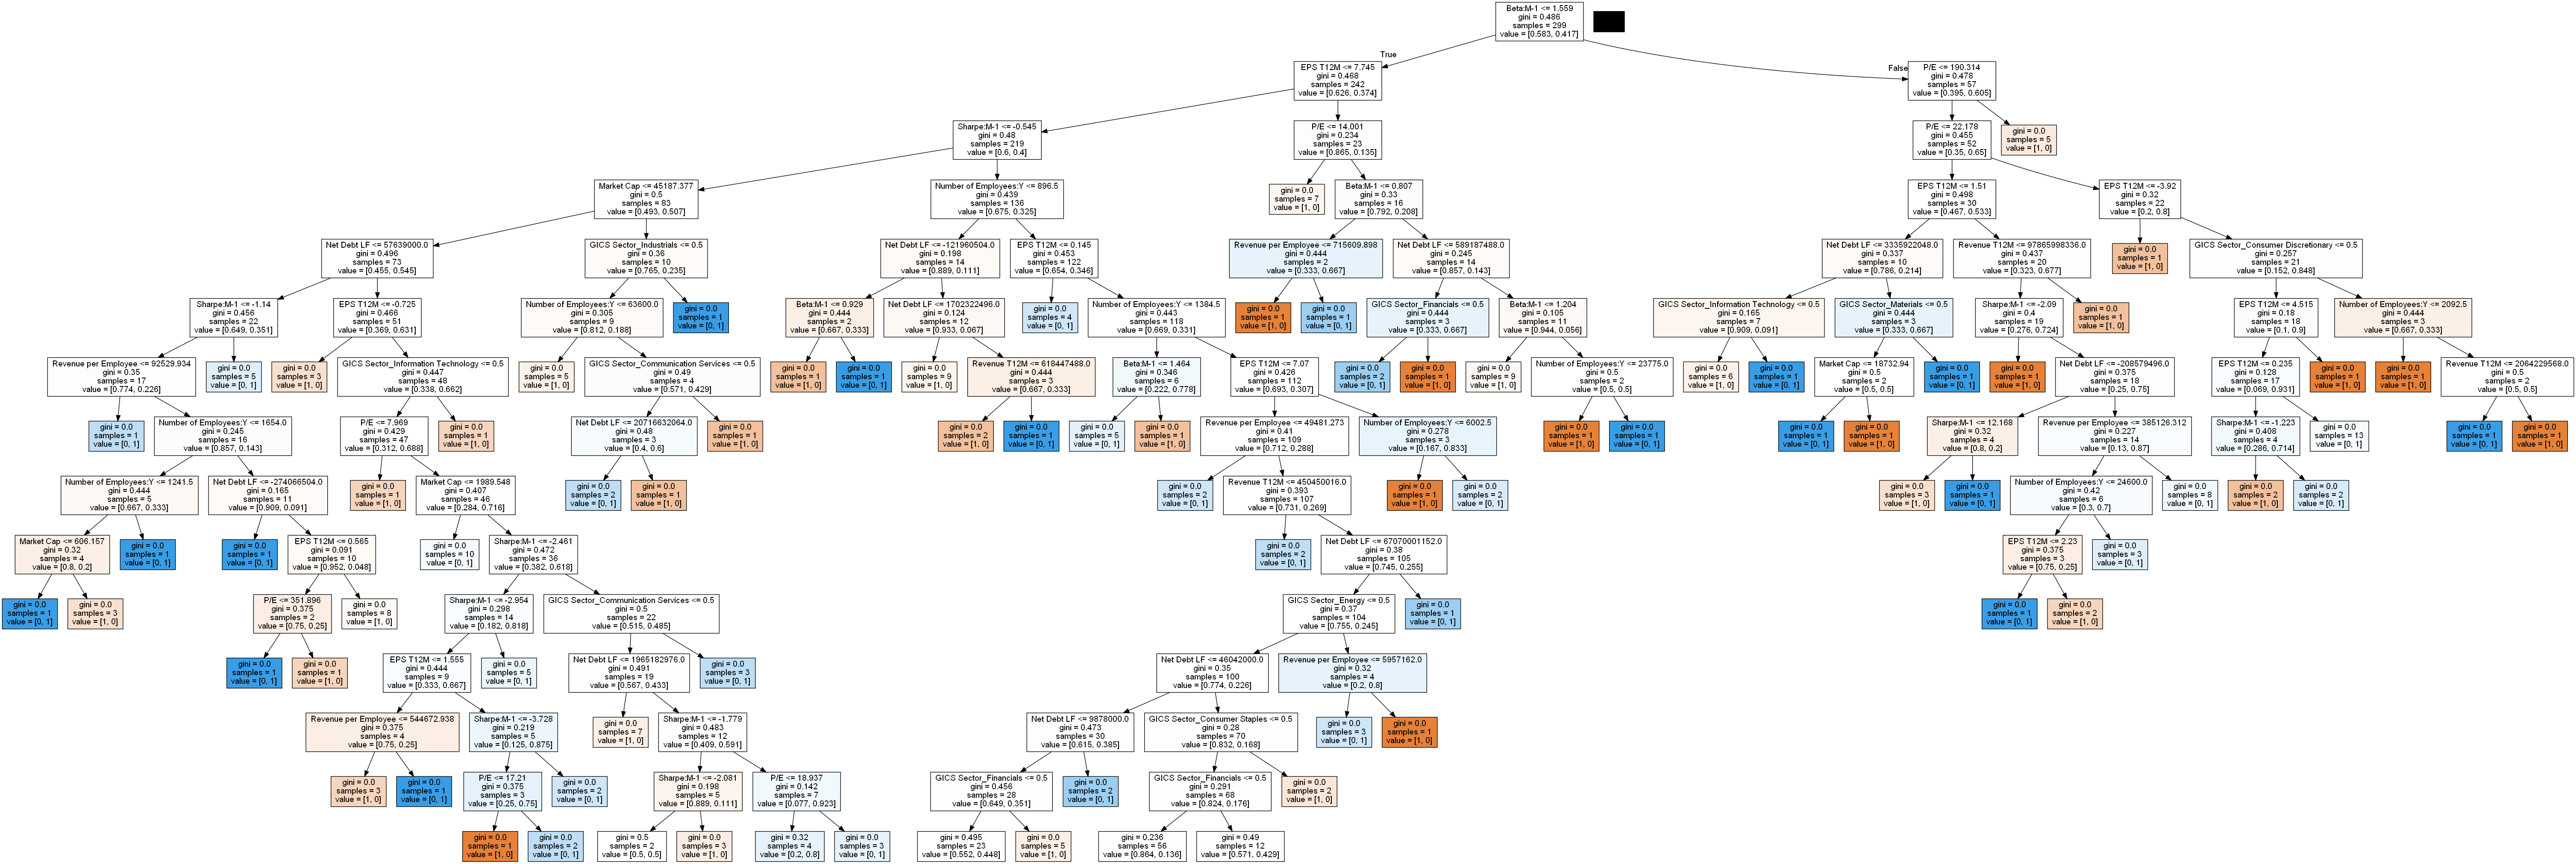 Beta:M-1 <= 1.559
gini = 0.486
samples = 299
value = [0.583, 0.417]
True
False
EPS T12M <= 7.745
gini = 0.468
samples = 242
value = [0.626, 0.374]
P/E <= 190.314
gini = 0.478
samples = 57
value = [0.395, 0.605]
Sharpe:M-1 <= -0.545
gini = 0.48
samples = 219
value = [0.6, 0.4]
P/E <= 14.001
gini = 0.234
samples = 23
value = [0.865, 0.135]
P/E <= 22.178
gini = 0.455
samples = 52
value = [0.35, 0.65]
gini = 0.0
samples = 5
value = [1, 0]
Market Cap <= 45187.377
gini = 0.5
samples = 83
value = [0.493, 0.507]
Number of Employees:Y <= 896.5
gini = 0.439
samples = 136
value = [0.675, 0.325]
gini = 0.0
samples = 7
value = [1, 0]
Beta:M-1 <= 0.807
gini = 0.33
samples = 16
value = [0.792, 0.208]
EPS T12M <= 1.51
gini = 0.498
samples = 30
value = [0.467, 0.533]
EPS T12M <= -3.92
gini = 0.32
samples = 22
value = [0.2, 0.8]
Net Debt LF <= 57639000.0
gini = 0.496
samples = 73
value = [0.455, 0.545]
GICS Sector_Industrials <= 0.5
gini = 0.36
samples = 10
value = [0.765, 0.235]
Net Debt LF <= -121960504.0
gini = 0.198
samples = 14
value = [0.889, 0.111]
EPS T12M <= 0.145
gini = 0.453
samples = 122
value = [0.654, 0.346]
Revenue per Employee <= 715609.898
gini = 0.444
samples = 2
value = [0.333, 0.667]
Net Debt LF <= 589187488.0
gini = 0.245
samples = 14
value = [0.857, 0.143]
Net Debt LF <= 3335922048.0
gini = 0.337
samples = 10
value = [0.786, 0.214]
Revenue T12M <= 97865998336.0
gini = 0.437
samples = 20
value = [0.323, 0.677]
gini = 0.0
samples = 1
value = [1, 0]
GICS Sector_Consumer Discretionary <= 0.5
gini = 0.257
samples = 21
value = [0.152, 0.848]
Sharpe:M-1 <= -1.14
gini = 0.456
samples = 22
value = [0.649, 0.351]
EPS T12M <= -0.725
gini = 0.466
samples = 51
value = [0.369, 0.631]
Number of Employees:Y <= 63600.0
gini = 0.305
samples = 9
value = [0.812, 0.188]
gini = 0.0
samples = 1
value = [0, 1]
Beta:M-1 <= 0.929
gini = 0.444
samples = 2
value = [0.667, 0.333]
Net Debt LF <= 1702322496.0
gini = 0.124
samples = 12
value = [0.933, 0.067]
gini = 0.0
samples = 4
value = [0, 1]
Number of Employees:Y <= 1384.5
gini = 0.443
samples = 118
value = [0.669, 0.331]
gini = 0.0
samples = 1
value = [1, 0]
gini = 0.0
samples = 1
value = [0, 1]
GICS Sector_Financials <= 0.5
gini = 0.444
samples = 3
value = [0.333, 0.667]
Beta:M-1 <= 1.204
gini = 0.105
samples = 11
value = [0.944, 0.056]
GICS Sector_Information Technology <= 0.5
gini = 0.165
samples = 7
value = [0.909, 0.091]
GICS Sector_Materials <= 0.5
gini = 0.444
samples = 3
value = [0.333, 0.667]
Sharpe:M-1 <= -2.09
gini = 0.4
samples = 19
value = [0.276, 0.724]
gini = 0.0
samples = 1
value = [1, 0]
EPS T12M <= 4.515
gini = 0.18
samples = 18
value = [0.1, 0.9]
Number of Employees:Y <= 2092.5
gini = 0.444
samples = 3
value = [0.667, 0.333]
Revenue per Employee <= 92529.934
gini = 0.35
samples = 17
value = [0.774, 0.226]
gini = 0.0
samples = 5
value = [0, 1]
gini = 0.0
samples = 3
value = [1, 0]
GICS Sector_Information Technology <= 0.5
gini = 0.447
samples = 48
value = [0.338, 0.662]
gini = 0.0
samples = 5
value = [1, 0]
GICS Sector_Communication Services <= 0.5
gini = 0.49
samples = 4
value = [0.571, 0.429]
gini = 0.0
samples = 1
value = [1, 0]
gini = 0.0
samples = 1
value = [0, 1]
gini = 0.0
samples = 9
value = [1, 0]
Revenue T12M <= 618447488.0
gini = 0.444
samples = 3
value = [0.667, 0.333]
Beta:M-1 <= 1.464
gini = 0.346
samples = 6
value = [0.222, 0.778]
EPS T12M <= 7.07
gini = 0.426
samples = 112
value = [0.693, 0.307]
gini = 0.0
samples = 2
value = [0, 1]
gini = 0.0
samples = 1
value = [1, 0]
gini = 0.0
samples = 9
value = [1, 0]
Number of Employees:Y <= 23775.0
gini = 0.5
samples = 2
value = [0.5, 0.5]
gini = 0.0
samples = 6
value = [1, 0]
gini = 0.0
samples = 1
value = [0, 1]
Market Cap <= 18732.94
gini = 0.5
samples = 2
value = [0.5, 0.5]
gini = 0.0
samples = 1
value = [0, 1]
gini = 0.0
samples = 1
value = [1, 0]
Net Debt LF <= -208579496.0
gini = 0.375
samples = 18
value = [0.25, 0.75]
EPS T12M <= 0.235
gini = 0.128
samples = 17
value = [0.069, 0.931]
gini = 0.0
samples = 1
value = [1, 0]
gini = 0.0
samples = 1
value = [1, 0]
Revenue T12M <= 2064229568.0
gini = 0.5
samples = 2
value = [0.5, 0.5]
gini = 0.0
samples = 1
value = [0, 1]
Number of Employees:Y <= 1654.0
gini = 0.245
samples = 16
value = [0.857, 0.143]
P/E <= 7.969
gini = 0.429
samples = 47
value = [0.312, 0.688]
gini = 0.0
samples = 1
value = [1, 0]
Net Debt LF <= 20716632064.0
gini = 0.48
samples = 3
value = [0.4, 0.6]
gini = 0.0
samples = 1
value = [1, 0]
gini = 0.0
samples = 2
value = [1, 0]
gini = 0.0
samples = 1
value = [0, 1]
gini = 0.0
samples = 5
value = [0, 1]
gini = 0.0
samples = 1
value = [1, 0]
Revenue per Employee <= 49481.273
gini = 0.41
samples = 109
value = [0.712, 0.288]
Number of Employees:Y <= 6002.5
gini = 0.278
samples = 3
value = [0.167, 0.833]
gini = 0.0
samples = 1
value = [1, 0]
gini = 0.0
samples = 1
value = [0, 1]
gini = 0.0
samples = 1
value = [0, 1]
gini = 0.0
samples = 1
value = [1, 0]
Sharpe:M-1 <= 12.168
gini = 0.32
samples = 4
value = [0.8, 0.2]
Revenue per Employee <= 385126.312
gini = 0.227
samples = 14
value = [0.13, 0.87]
Sharpe:M-1 <= -1.223
gini = 0.408
samples = 4
value = [0.286, 0.714]
gini = 0.0
samples = 13
value = [0, 1]
gini = 0.0
samples = 1
value = [0, 1]
gini = 0.0
samples = 1
value = [1, 0]
Number of Employees:Y <= 1241.5
gini = 0.444
samples = 5
value = [0.667, 0.333]
Net Debt LF <= -274066504.0
gini = 0.165
samples = 11
value = [0.909, 0.091]
gini = 0.0
samples = 1
value = [1, 0]
Market Cap <= 1989.548
gini = 0.407
samples = 46
value = [0.284, 0.716]
gini = 0.0
samples = 2
value = [0, 1]
gini = 0.0
samples = 1
value = [1, 0]
gini = 0.0
samples = 2
value = [0, 1]
Revenue T12M <= 450450016.0
gini = 0.393
samples = 107
value = [0.731, 0.269]
gini = 0.0
samples = 1
value = [1, 0]
gini = 0.0
samples = 2
value = [0, 1]
gini = 0.0
samples = 3
value = [1, 0]
gini = 0.0
samples = 1
value = [0, 1]
Number of Employees:Y <= 24600.0
gini = 0.42
samples = 6
value = [0.3, 0.7]
gini = 0.0
samples = 8
value = [0, 1]
gini = 0.0
samples = 2
value = [1, 0]
gini = 0.0
samples = 2
value = [0, 1]
Market Cap <= 606.157
gini = 0.32
samples = 4
value = [0.8, 0.2]
gini = 0.0
samples = 1
value = [0, 1]
gini = 0.0
samples = 1
value = [0, 1]
EPS T12M <= 0.565
gini = 0.091
samples = 10
value = [0.952, 0.048]
gini = 0.0
samples = 10
value = [0, 1]
Sharpe:M-1 <= -2.461
gini = 0.472
samples = 36
value = [0.382, 0.618]
gini = 0.0
samples = 2
value = [0, 1]
Net Debt LF <= 67070001152.0
gini = 0.38
samples = 105
value = [0.745, 0.255]
EPS T12M <= 2.23
gini = 0.375
samples = 3
value = [0.75, 0.25]
gini = 0.0
samples = 3
value = [0, 1]
gini = 0.0
samples = 1
value = [0, 1]
gini = 0.0
samples = 3
value = [1, 0]
P/E <= 351.896
gini = 0.375
samples = 2
value = [0.75, 0.25]
gini = 0.0
samples = 8
value = [1, 0]
Sharpe:M-1 <= -2.954
gini = 0.298
samples = 14
value = [0.182, 0.818]
GICS Sector_Communication Services <= 0.5
gini = 0.5
samples = 22
value = [0.515, 0.485]
GICS Sector_Energy <= 0.5
gini = 0.37
samples = 104
value = [0.755, 0.245]
gini = 0.0
samples = 1
value = [0, 1]
gini = 0.0
samples = 1
value = [0, 1]
gini = 0.0
samples = 2
value = [1, 0]
gini = 0.0
samples = 1
value = [0, 1]
gini = 0.0
samples = 1
value = [1, 0]
EPS T12M <= 1.555
gini = 0.444
samples = 9
value = [0.333, 0.667]
gini = 0.0
samples = 5
value = [0, 1]
Net Debt LF <= 1965182976.0
gini = 0.491
samples = 19
value = [0.567, 0.433]
gini = 0.0
samples = 3
value = [0, 1]
Net Debt LF <= 46042000.0
gini = 0.35
samples = 100
value = [0.774, 0.226]
Revenue per Employee <= 5957162.0
gini = 0.32
samples = 4
value = [0.2, 0.8]
Revenue per Employee <= 544672.938
gini = 0.375
samples = 4
value = [0.75, 0.25]
Sharpe:M-1 <= -3.728
gini = 0.219
samples = 5
value = [0.125, 0.875]
gini = 0.0
samples = 7
value = [1, 0]
Sharpe:M-1 <= -1.779
gini = 0.483
samples = 12
value = [0.409, 0.591]
Net Debt LF <= 9878000.0
gini = 0.473
samples = 30
value = [0.615, 0.385]
GICS Sector_Consumer Staples <= 0.5
gini = 0.28
samples = 70
value = [0.832, 0.168]
gini = 0.0
samples = 3
value = [0, 1]
gini = 0.0
samples = 1
value = [1, 0]
gini = 0.0
samples = 3
value = [1, 0]
gini = 0.0
samples = 1
value = [0, 1]
P/E <= 17.21
gini = 0.375
samples = 3
value = [0.25, 0.75]
gini = 0.0
samples = 2
value = [0, 1]
Sharpe:M-1 <= -2.081
gini = 0.198
samples = 5
value = [0.889, 0.111]
P/E <= 18.937
gini = 0.142
samples = 7
value = [0.077, 0.923]
GICS Sector_Financials <= 0.5
gini = 0.456
samples = 28
value = [0.649, 0.351]
gini = 0.0
samples = 2
value = [0, 1]
GICS Sector_Financials <= 0.5
gini = 0.291
samples = 68
value = [0.824, 0.176]
gini = 0.0
samples = 2
value = [1, 0]
gini = 0.0
samples = 1
value = [1, 0]
gini = 0.0
samples = 2
value = [0, 1]
gini = 0.5
samples = 2
value = [0.5, 0.5]
gini = 0.0
samples = 3
value = [1, 0]
gini = 0.32
samples = 4
value = [0.2, 0.8]
gini = 0.0
samples = 3
value = [0, 1]
gini = 0.495
samples = 23
value = [0.552, 0.448]
gini = 0.0
samples = 5
value = [1, 0]
gini = 0.236
samples = 56
value = [0.864, 0.136]
gini = 0.49
samples = 12
value = [0.571, 0.429]